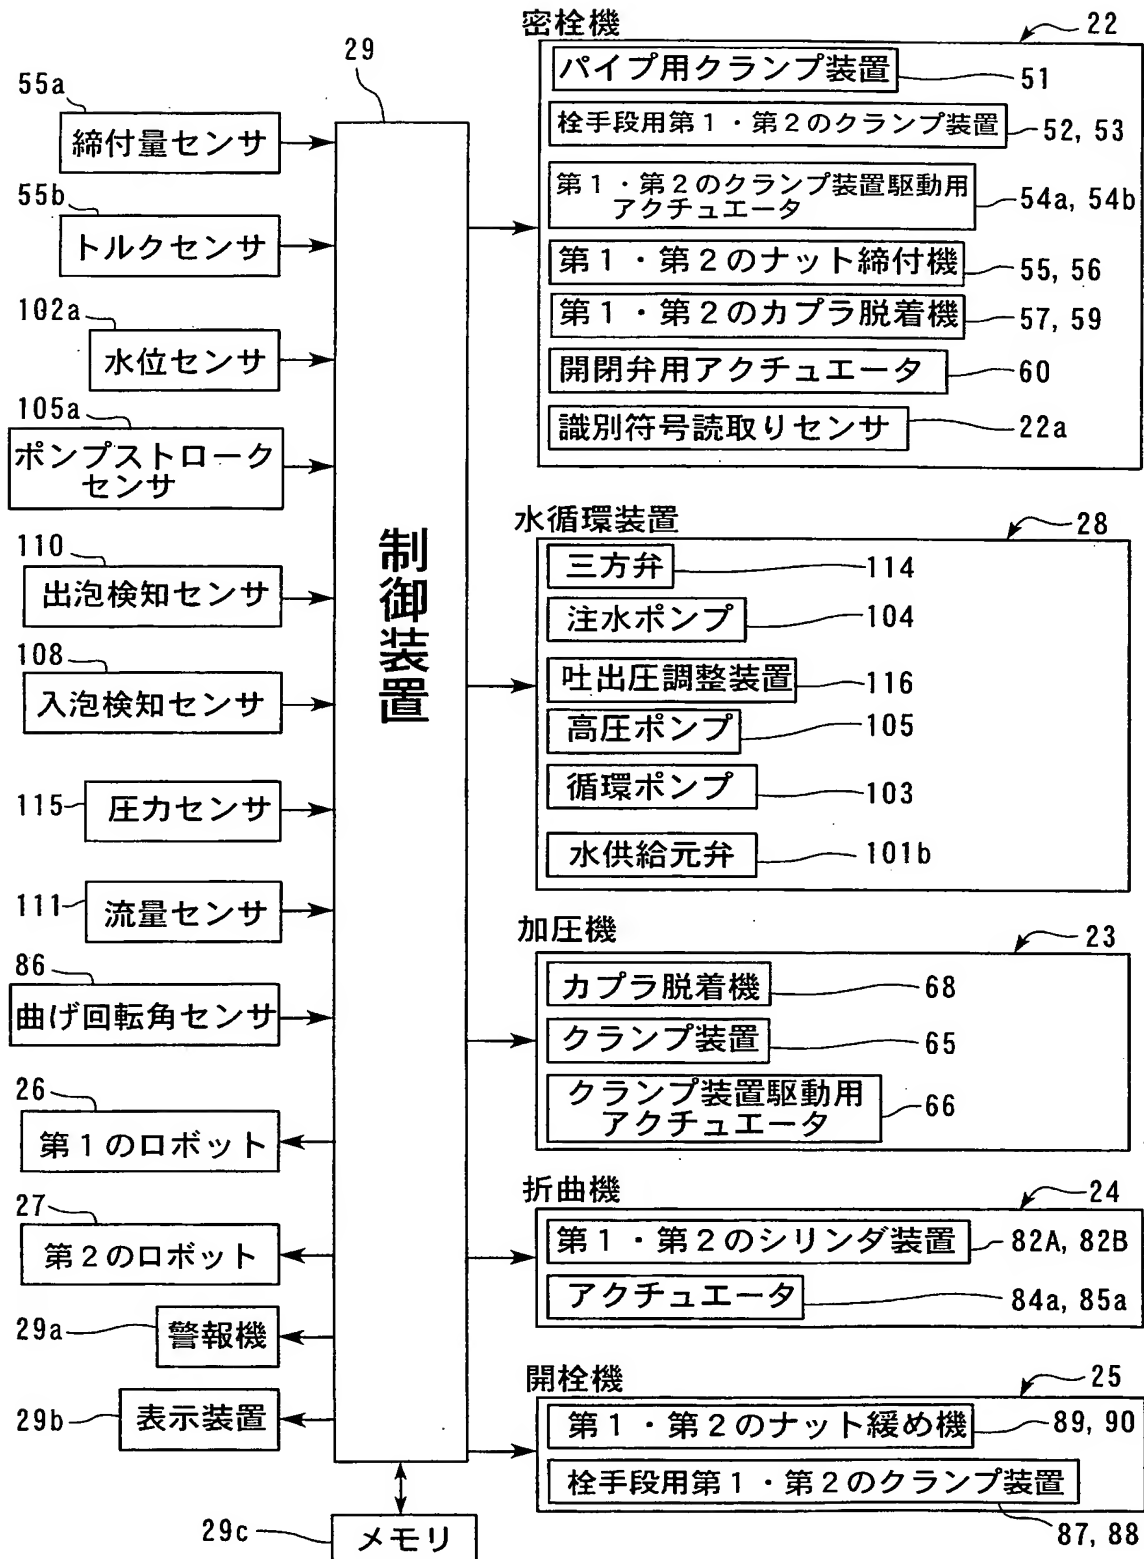 29
55a
締付量センサ
55b
トルクセンサ
102a
水位センサ
105a
ポンプストローク
センサ
110
出泡検知センサ
108
入泡検知センサ
115
圧力センサ
111
流量センサ
86
曲げ回転角センサ
26
第1のロボット
27
第2のロボット
29a
警報機
29b
表示装置
制御装置
29c
メモリ
密栓機
22
パイプ用クランプ装置
51
栓手段用第1・第2のクランプ装置
52, 53
第1・第2のクランプ装置駆動用
アクチュエータ
54a, 54b
第1・第2のナット締付機
55, 56
第1・第2のカプラ脱着機
57, 59
開閉弁用アクチュエータ
60
識別符号読取りセンサ
22a
水循環装置
28
三方弁
114
注水ポンプ
104
吐出圧調整装置
116
高圧ポンプ
105
循環ポンプ
103
水供給元弁
101b
加圧機
23
カプラ脱着機
68
クランプ装置
65
クランプ装置駆動用
アクチュエータ
66
折曲機
24
第1・第2のシリンダ装置
82A, 82B
アクチュエータ
84a, 85a
開栓機
25
第1・第2のナット緩め機
89, 90
栓手段用第1・第2のクランプ装置
87, 88